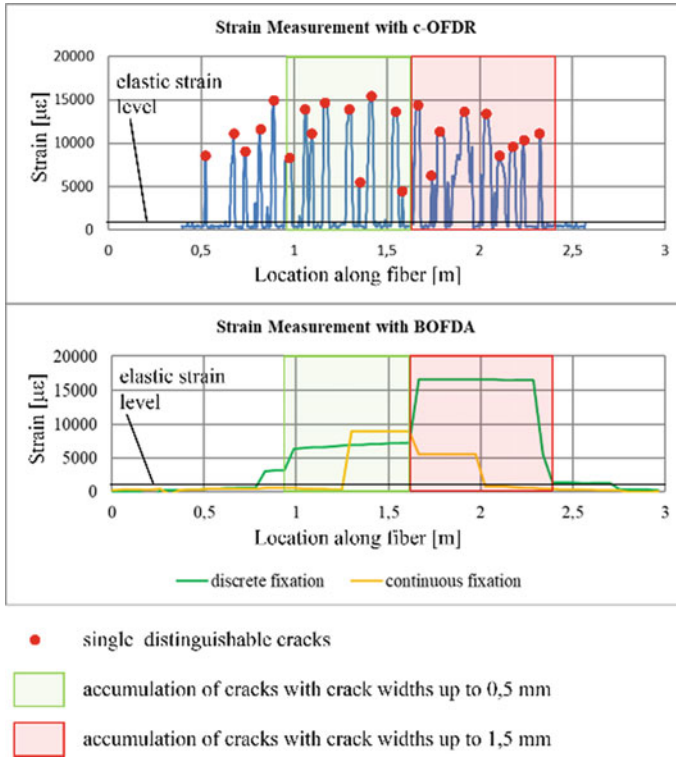 Strain Measurement with c-OFDR
20000
15000
10000
5000
0
Strain [με]
elastic strain
level
0 0,5 1 1,5 2 2,5 3
Location along fiber [m]
Strain Measurement with BOFDA
20000
15000
10000
5000
0
Strain [με]
elastic strain
level
0 0,5 1 1,5 2 2,5 3
Location along fiber [m]
discrete fixation continuous fixation
single distinguishable cracks
accumulation of cracks with crack widths up to 0,5 mm
accumulation of cracks with crack widths up to 1,5 mm